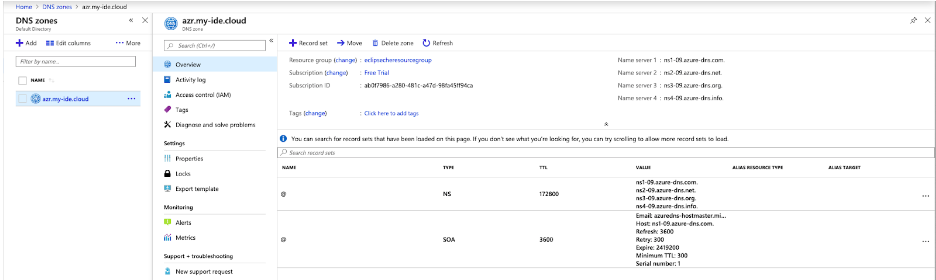 Home > DNS zones > azr.my-ide.cloud
DNS zones
Default Directory
Add Edit columns More
Filter by name...
NAME
azr.my-ide.cloud
azr.my-ide.cloud
DNS zone
Search (Ctrl+/)
Overview
Activity log
Access control (IAM)
Tags
Diagnose and solve problems
Settings
Properties
Locks
Export template
Monitoring
Alerts
Metrics
Support + troubleshooting
New support request
Record set Move Delete zone Refresh
Resource group (change) : eclipsecheresourcegroup
Subscription (change) : Free Trial
Subscription ID : ab0f7986-a280-481c-a47d-98fa45ff94ca
Name server 1 : ns1-09.azure-dns.com.
Name server 2 : ns2-09.azure-dns.net.
Name server 3 : ns3-09.azure-dns.org.
Name server 4 : ns4-09.azure-dns.info.
Tags (change) : Click here to add tags
You can search for record sets that have been loaded on this page. If you don't see what you're looking for, you can try scrolling to allow more record sets to load.
Search record sets
NAME TYPE TTL VALUE ALIAS RESOURCE TYPE ALIAS TARGET
@ NS 172800
ns1-09.azure-dns.com.
ns2-09.azure-dns.net.
ns3-09.azure-dns.org.
ns4-09.azure-dns.info.
@ SOA 3600
Email: azuredns-hostmaster.mi...
Host: ns1-09.azure-dns.com.
Refresh: 3600
Retry: 300
Expire: 2419200
Minimum TTL: 300
Serial number: 1